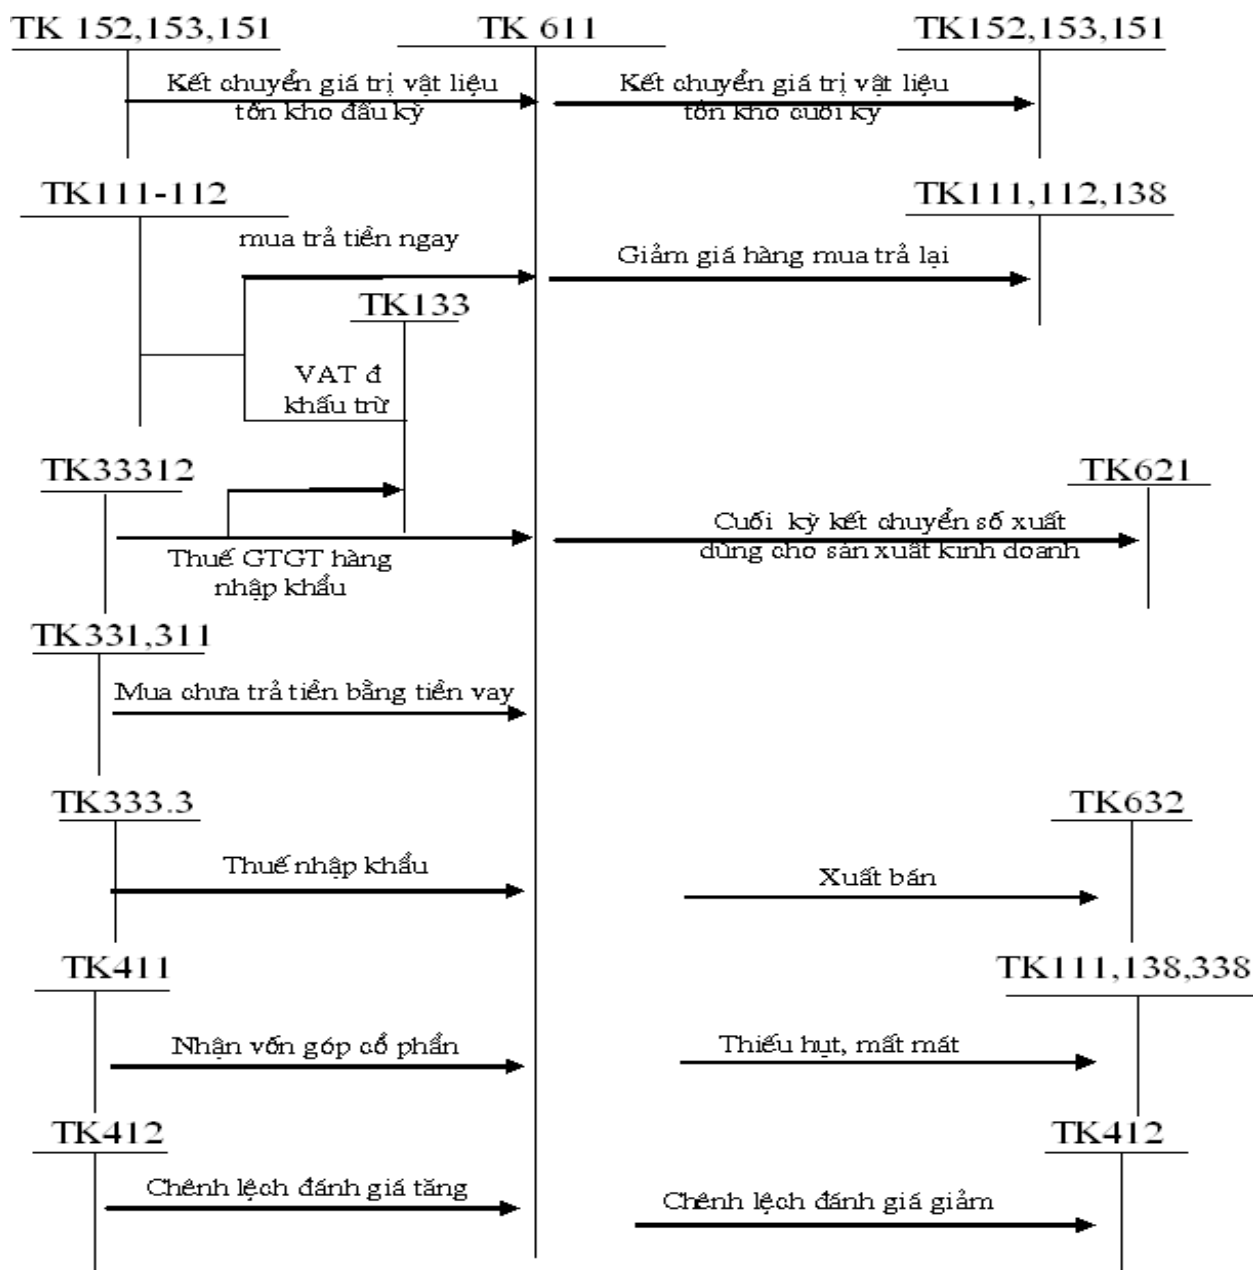 TK 152,153,151
TK 611
TK152,153,151
Kết chuyển giá trị vật liệu
tồn kho đầu kỳ
Kết chuyển giá trị vật liệu
tồn kho cuối kỳ
TK111-112
TK111,112,138
mua trả tiền ngay
Giảm giá hàng mua trả lại
TK133
VAT đ
khấu trừ
TK33312
TK621
Thuế GTGT hàng
nhập khẩu
Cuối kỳ kết chuyển số xuất
dùng cho sản xuất kinh doanh
TK331,311
Mua chưa trả tiền bằng tiền vay
TK333.3
TK632
Thuế nhập khẩu
Xuất bán
TK411
TK111,138,338
Nhận vốn góp cổ phẩn
Thiếu hụt, mất mát
TK412
TK412
Chênh lệch đánh giá tăng
Chênh lệch đánh giá giảm